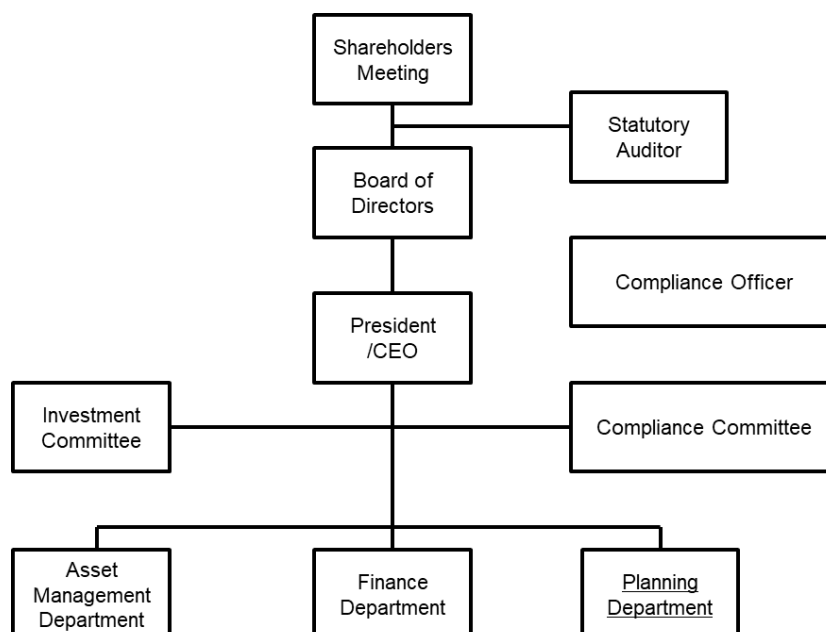 Shareholders
Meeting
Statutory
Auditor
Board of
Directors
Compliance Officer
President
/CEO
Investment
Committee
Compliance Committee
Asset
Management
Department
Finance
Department
Planning
Department